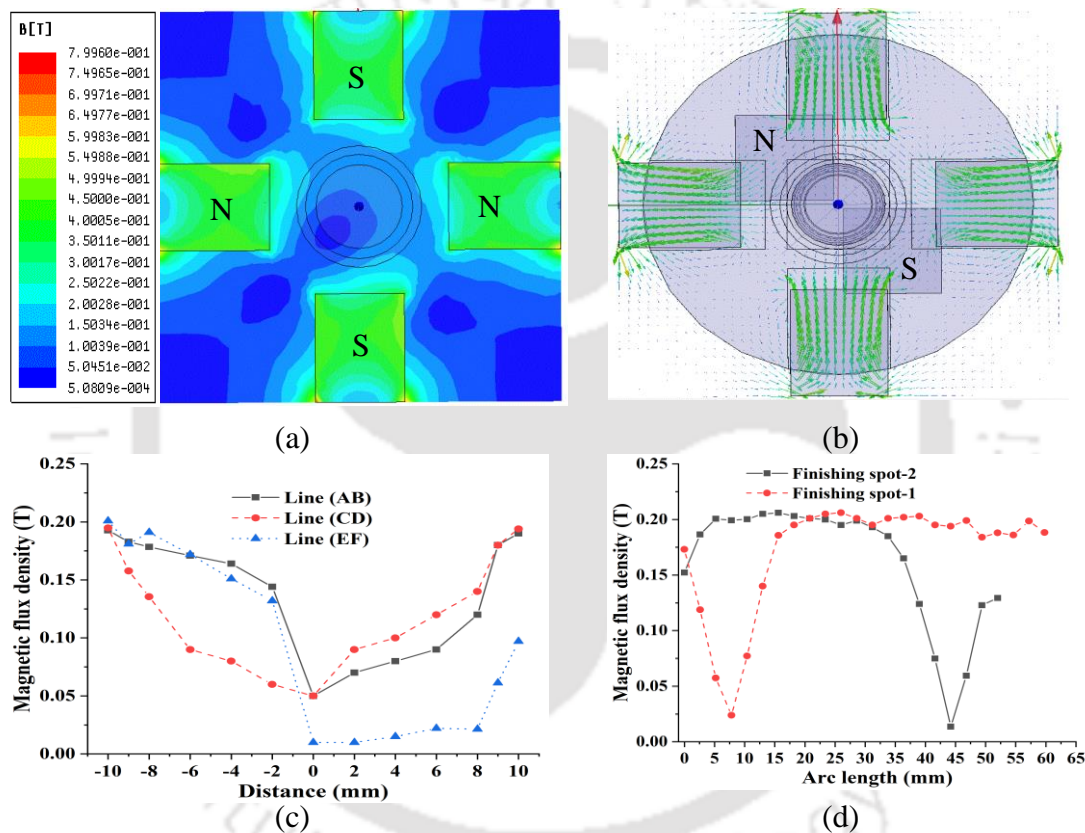 B[T]
7.9960e-001
7.4965e-001
6.9971e-001
6.4977e-001
5.9983e-001
5.4988e-001
4.9994e-001
4.5000e-001
4.0005e-001
3.5011e-001
3.0017e-001
2.5022e-001
2.0028e-001
1.5034e-001
1.0039e-001
5.0451e-002
5.0809e-004
S
N
N
S
N
S
(a)
(b)
Magnetic flux density (T)
0.25
0.20
0.15
0.10
0.05
0.00
Line (AB)
Line (CD)
Line (EF)
-10 -8 -6 -4 -2 0 2 4 6 8 10
Distance (mm)
(c)
Magnetic flux density (T)
0.25
0.20
0.15
0.10
0.05
0.00
Finishing spot-2
Finishing spot-1
0 5 10 15 20 25 30 35 40 45 50 55 60 65
Arc length (mm)
(d)